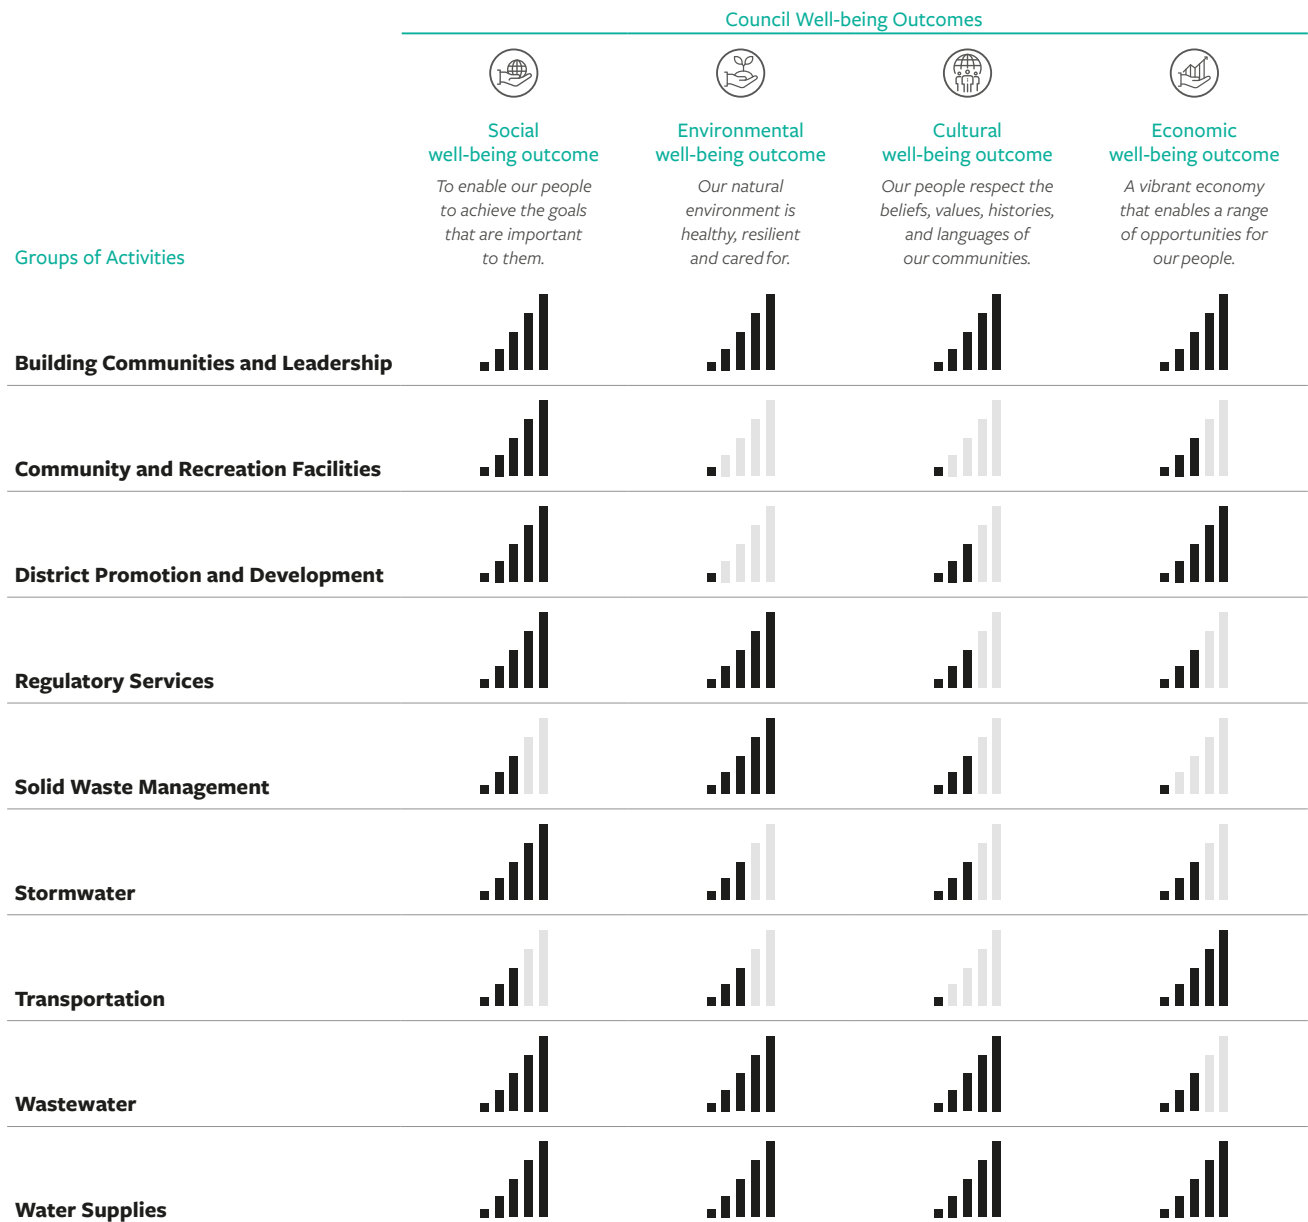 Council Well-being Outcomes
Social
well-being outcome
To enable our people
to achieve the goals
that are important
to them.
Environmental
well-being outcome
Our natural
environment is
healthy, resilient
and cared for.
Cultural
well-being outcome
Our people respect the
beliefs, values, histories,
and languages of
our communities.
Economic
well-being outcome
A vibrant economy
that enables a range
of opportunities for
our people.
Groups of Activities
Building Communities and Leadership
Community and Recreation Facilities
District Promotion and Development
Regulatory Services
Solid Waste Management
Stormwater
Transportation
Wastewater
Water Supplies